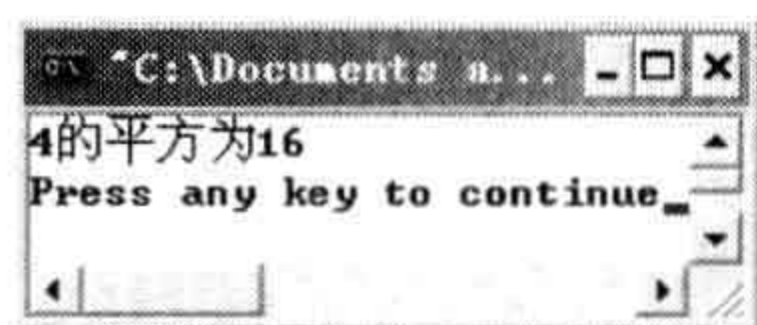 "C:\Documents a...
4的平方为16
Press any key to continue_